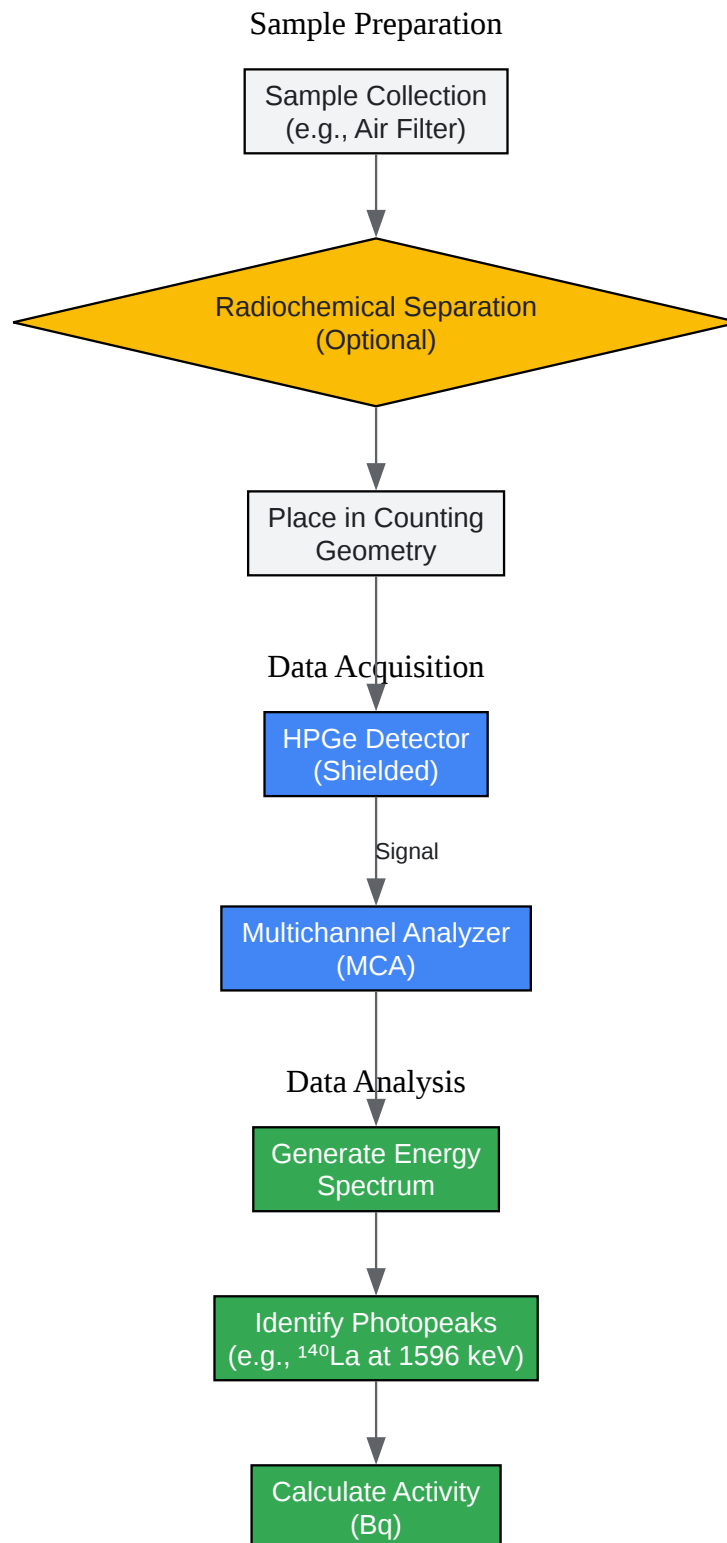 Sample Preparation
Sample Collection
(e.g., Air Filter)
Radiochemical Separation
(Optional)
Place in Counting
Geometry
Data Acquisition
HPGe Detector
(Shielded)
Signal
Multichannel Analyzer
(MCA)
Data Analysis
Generate Energy
Spectrum
Identify Photopeaks
(e.g., ¹⁴⁰La at 1596 keV)
Calculate Activity
(Bq)